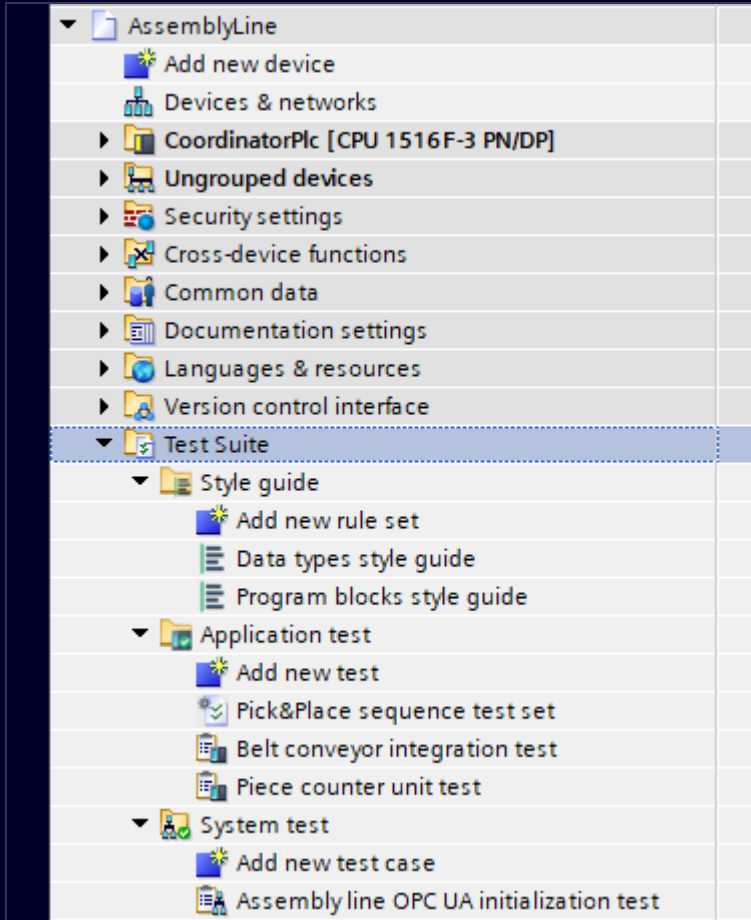 AssemblyLine
Add new device
Devices & networks
CoordinatorPlc [CPU 1516F-3 PN/DP]
Ungrouped devices
Security settings
Cross-device functions
Common data
Documentation settings
Languages & resources
Version control interface
Test Suite
Style guide
Add new rule set
Data types style guide
Program blocks style guide
Application test
Add new test
Pick&Place sequence test set
Belt conveyor integration test
Piece counter unit test
System test
Add new test case
Assembly line OPC UA initialization test